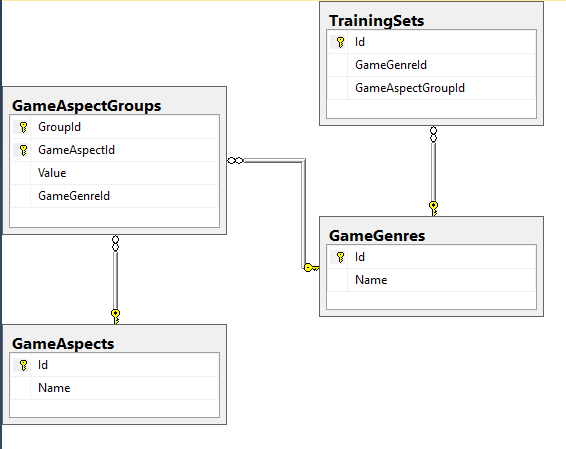 TrainingSets
Id
GameGenreId
GameAspectGroupId
GameAspectGroups
GroupId
GameAspectId
Value
GameGenreId
GameGenres
Id
Name
GameAspects
Id
Name